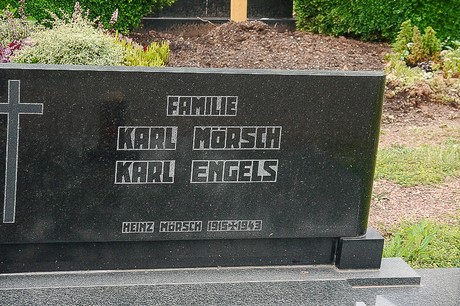 FAMILIE
KARL MÖRSCH
KARL ENGELS
HEINZ MÖRSCH 1915✠1943